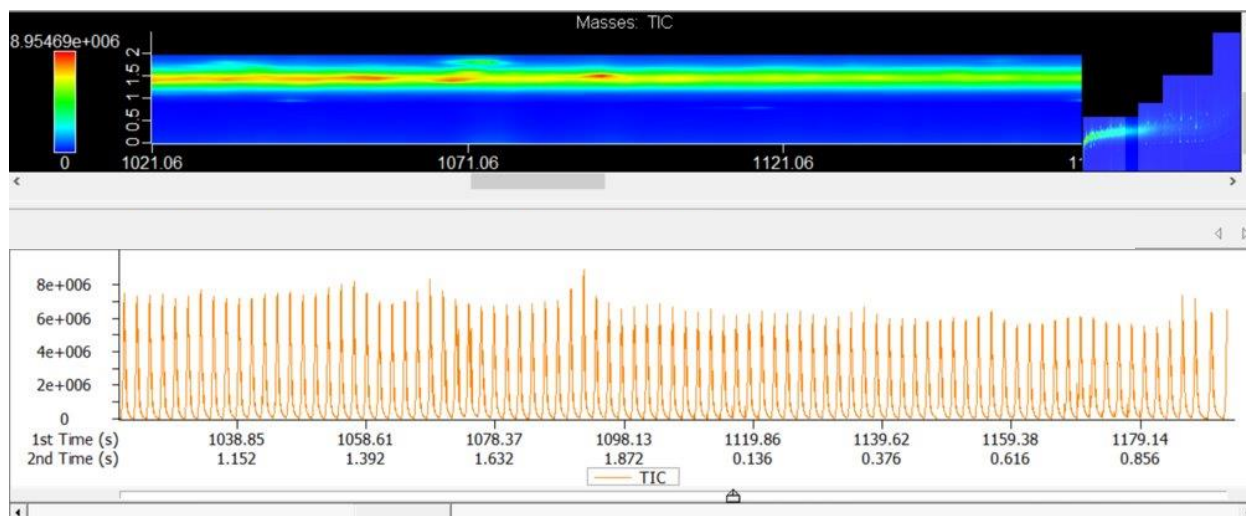 Masses: TIC
8.95469e+006
0
0 0.5 1 1.5 2
1021.06 1071.06 1121.06 11
8e+006
6e+006
4e+006
2e+006
0
1st Time (s) 1038.85 1058.61 1078.37 1098.13 1119.86 1139.62 1159.38 1179.14
2nd Time (s) 1.152 1.392 1.632 1.872 0.136 0.376 0.616 0.856
TIC